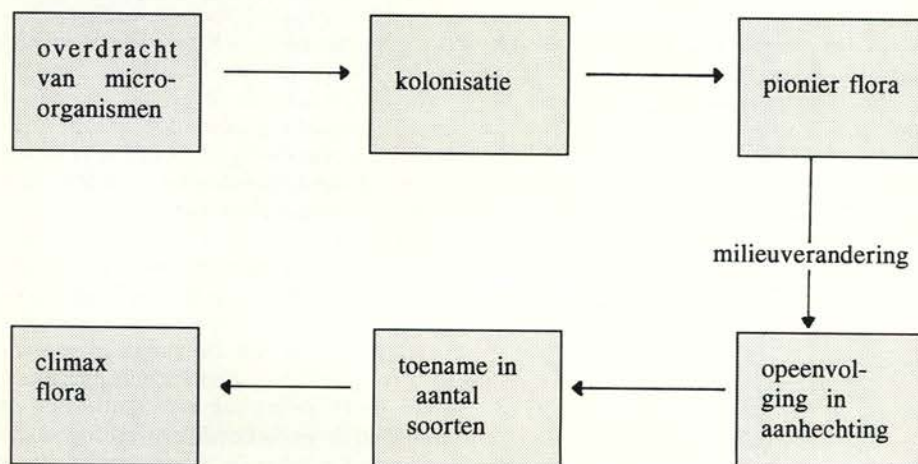 overdracht
van micro-
organismen
kolonisatie
pionier flora
milieuverandering
opeenvol-
ging in
aanhechting
toename in
aantal
soorten
climax
flora